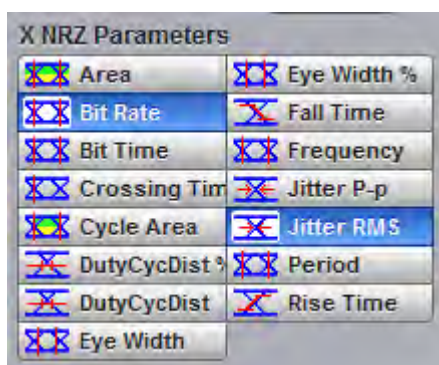 X NRZ Parameters
Area
Bit Rate
Bit Time
Crossing Tim
Cycle Area
DutyCycDist %
DutyCycDist
Eye Width
Eye Width %
Fall Time
Frequency
Jitter P-p
Jitter RMS
Period
Rise Time